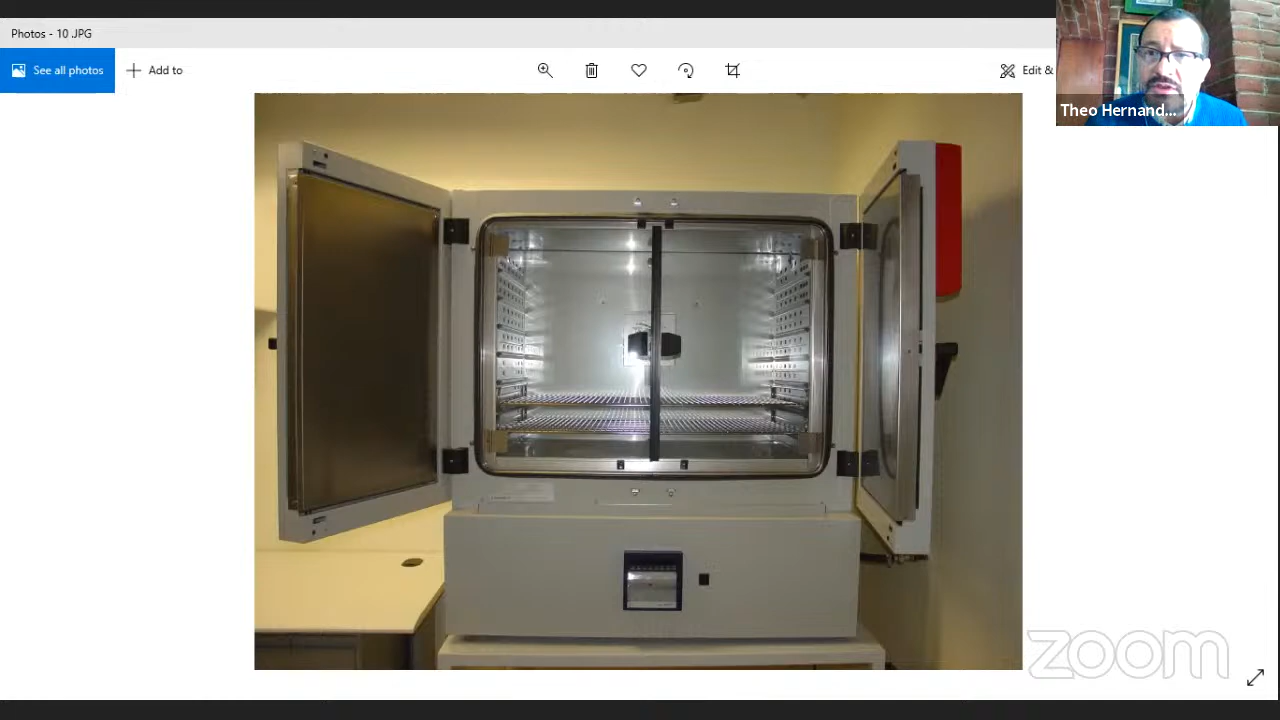 Photos - 10 .JPG
See all photos
Add to
Edit &
Theo Hernand...
zoom